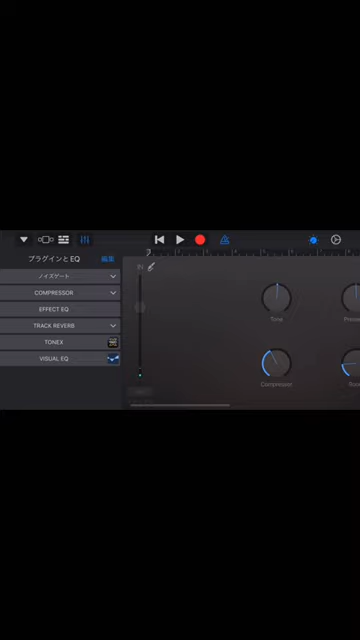 プラグインとEQ 編集
ノイズゲート
IN
COMPRESSOR
EFFECT EQ
TRACK REVERB
TONEX
VISUAL EQ
Tone
Compressor